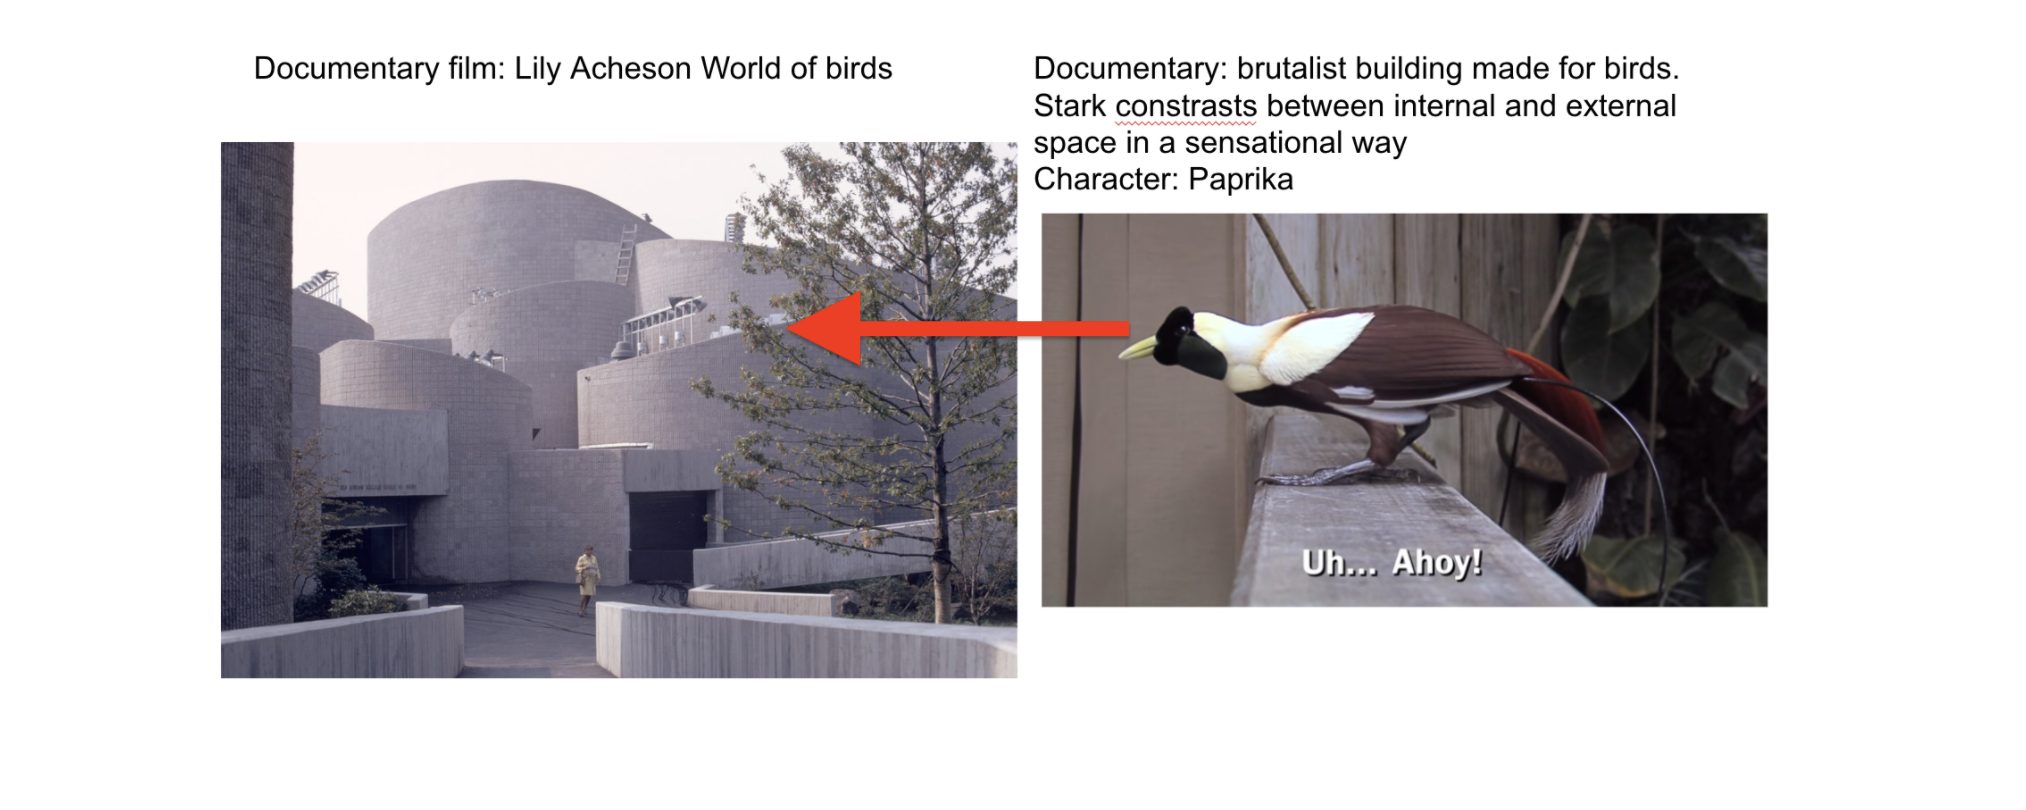 Documentary film: Lily Acheson World of birds
Documentary: brutalist building made for birds.
Stark constrasts between internal and external
space in a sensational way
Character: Paprika
Uh... Ahoy!